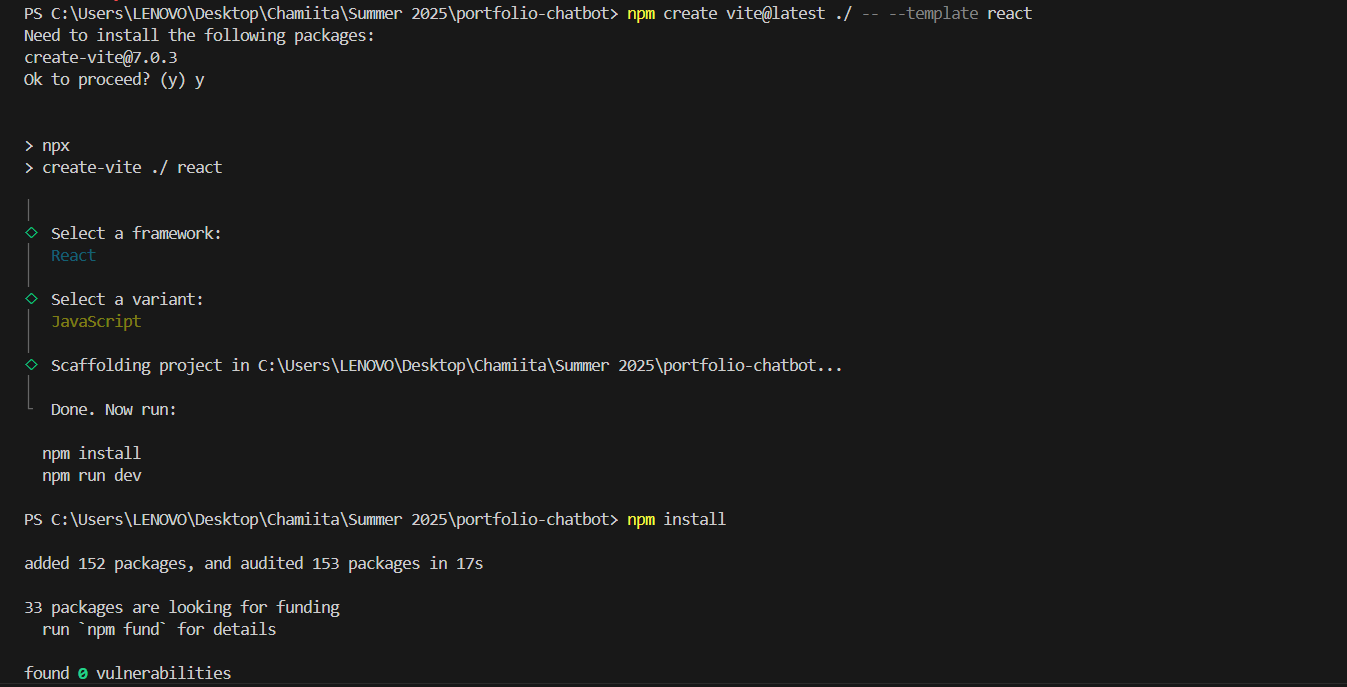 PS C:\Users\LENOVO\Desktop\Chamiita\Summer 2025\portfolio-chatbot> npm create vite@latest ./ -- --template react
Need to install the following packages:
create-vite@7.0.3
Ok to proceed? (y) y
> npx
> create-vite ./ react
Select a framework:
React
Select a variant:
JavaScript
Scaffolding project in C:\Users\LENOVO\Desktop\Chamiita\Summer 2025\portfolio-chatbot...
Done. Now run:
npm install
npm run dev
PS C:\Users\LENOVO\Desktop\Chamiita\Summer 2025\portfolio-chatbot> npm install
added 152 packages, and audited 153 packages in 17s
33 packages are looking for funding
run `npm fund` for details
found 0 vulnerabilities